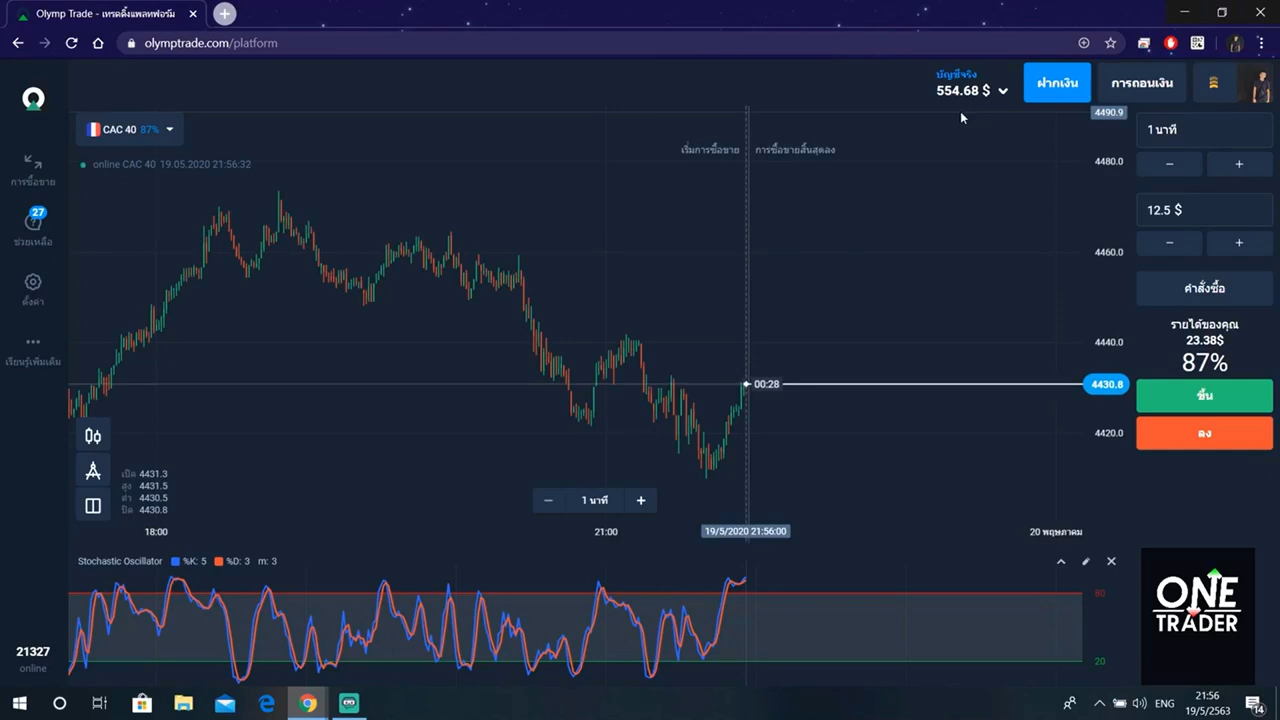 Olymp Trade - เทรดดิ้งแพลทฟอร์ม
olymptrade.com/platform
บัญชีจริง
554.68 $
ฝากเงิน
การถอนเงิน
CAC 40 87%
online CAC 40 19.05.2020 21:56:32
เริ่มการซื้อขาย
การซื้อขายสิ้นสุดลง
การซื้อขาย
27
ช่วยเหลือ
ตั้งค่า
เรียนรู้เพิ่มเติม
4490.9
4480.0
4460.0
4440.0
00:28
4430.8
4420.0
1 นาที
12.5 $
คำสั่งซื้อ
รายได้ของคุณ
23.38$
87%
ขึ้น
ลง
เปิด 4431.3
สูง 4431.5
ต่ำ 4430.5
ปิด 4430.8
1 นาที
18:00
21:00
19/5/2020 21:56:00
20 พฤษภาคม
Stochastic Oscillator %K: 5 %D: 3 m: 3
80
20
ONE
TRADER
21327
online
ENG
21:56
19/5/2563
14